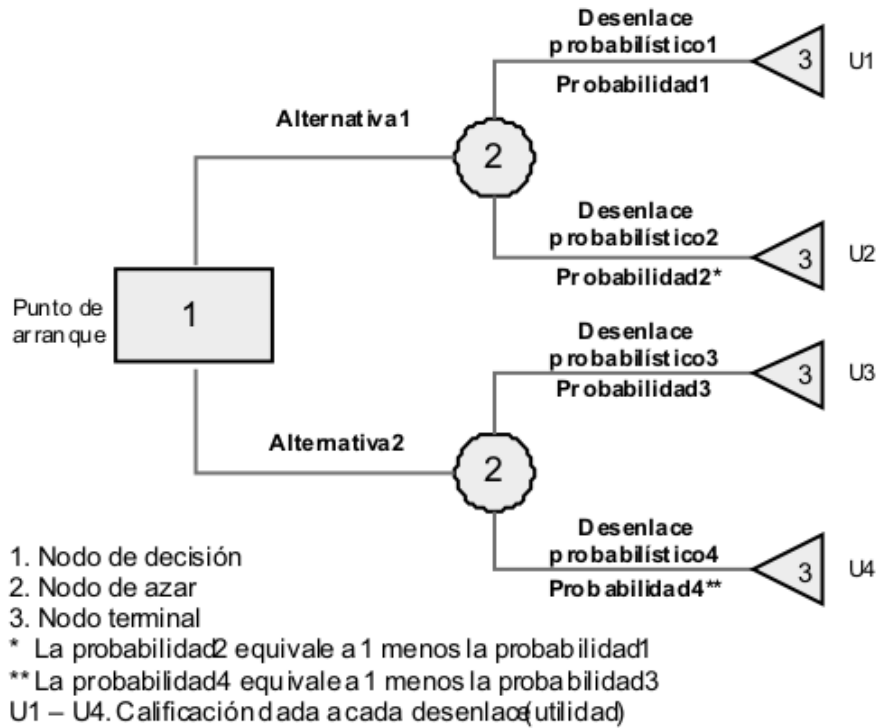 Desenlace
probabilístico1
Probabilidad1
3
U1
Alternativa1
2
Desenlace
probabilístico2
Probabilidad2*
3
U2
Punto de
arranque
1
Desenlace
probabilístico3
Probabilidad3
3
U3
Alternativa2
2
Desenlace
probabilístico4
Probabilidad4**
3
U4
1. Nodo de decisión
2. Nodo de azar
3. Nodo terminal
* La probabilidad2 equivale a 1 menos la probabilidad1
** La probabilidad4 equivale a 1 menos la probabilidad3
U1 – U4. Calificación dada a cada desenlace(utilidad)